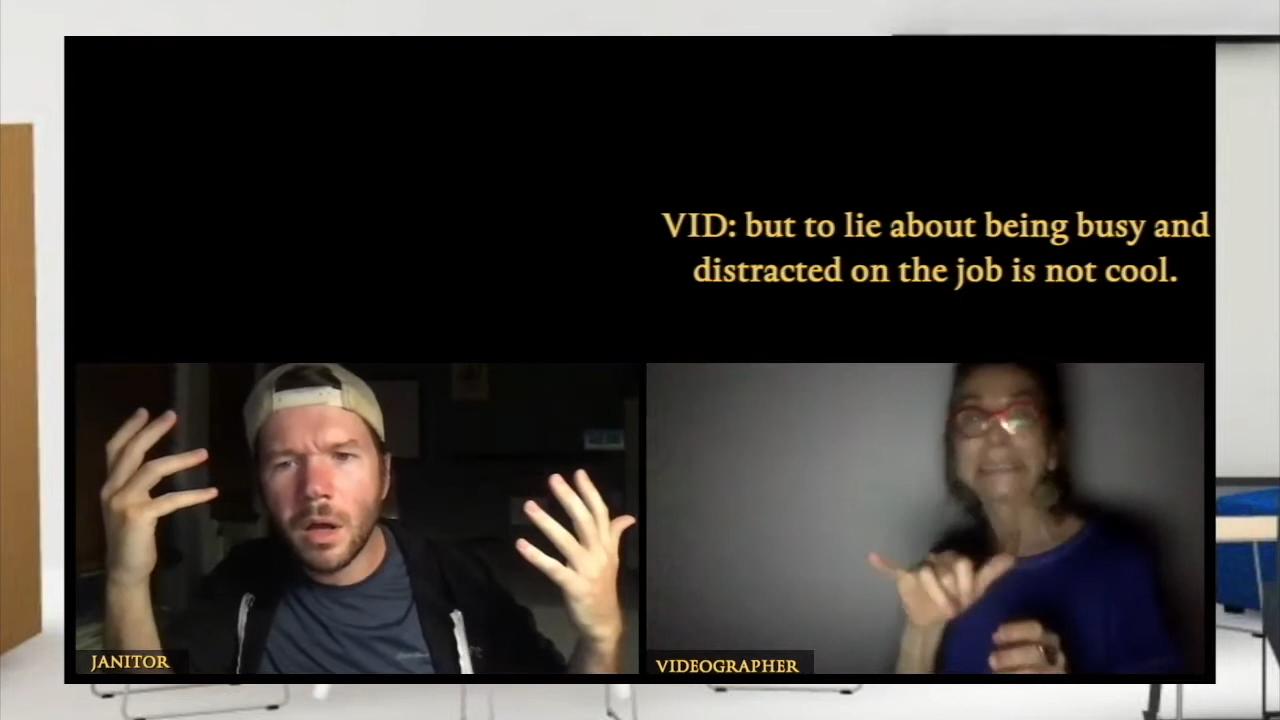 VID: but to lie about being busy and
distracted on the job is not cool.
JANITOR
VIDEOGRAPHER